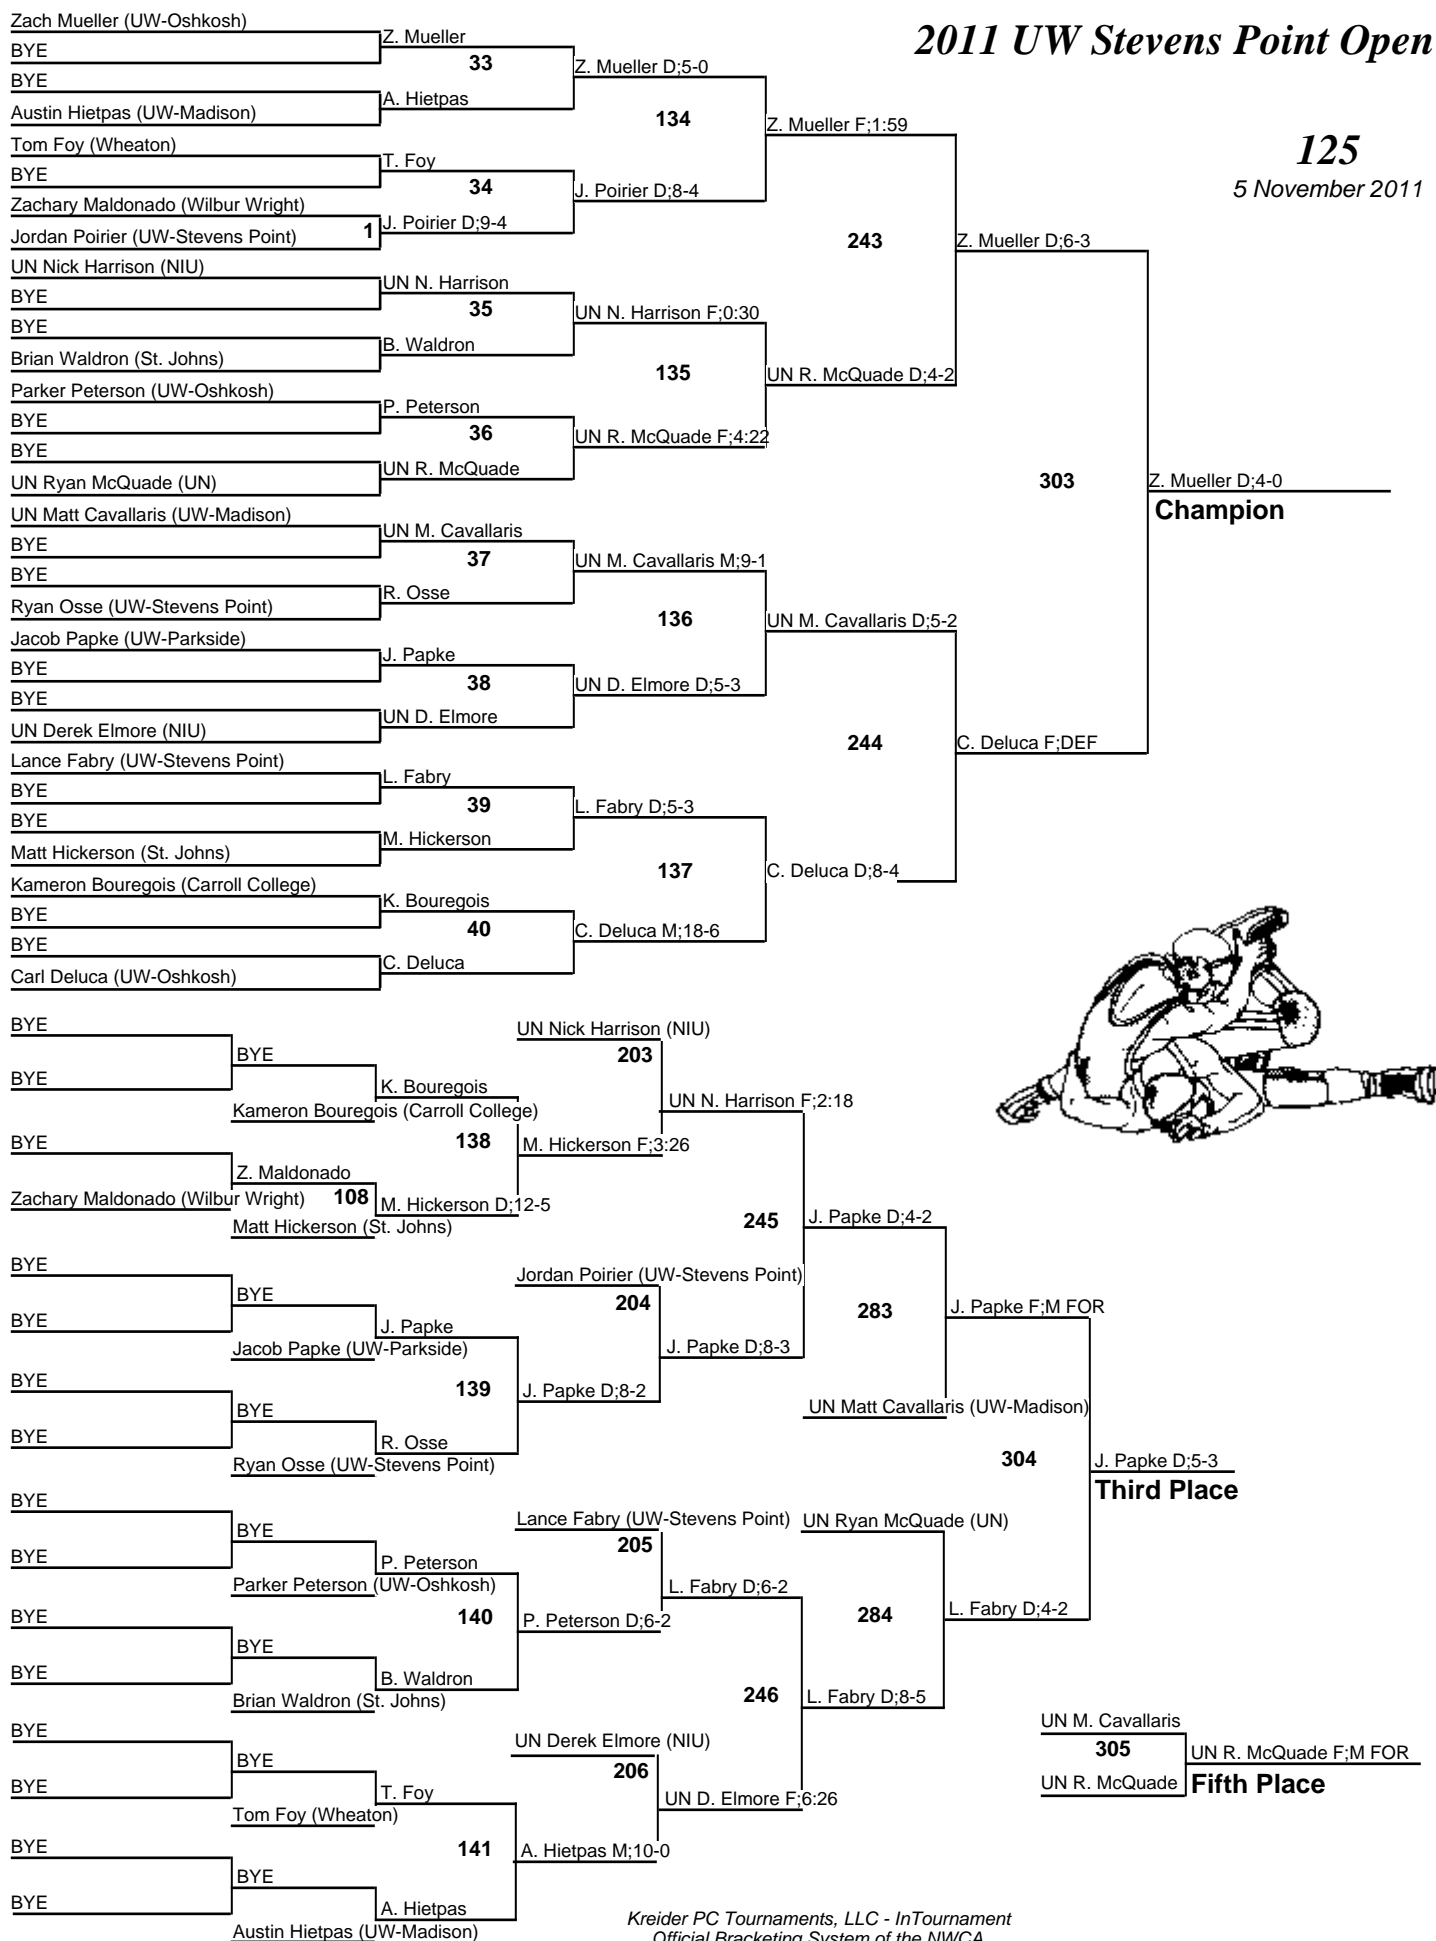 2011 UW Stevens Point Open
125
5 November 2011
Zach Mueller (UW-Oshkosh)
BYE
BYE
Austin Hietpas (UW-Madison)
Tom Foy (Wheaton)
BYE
Zachary Maldonado (Wilbur Wright)
Jordan Poirier (UW-Stevens Point)
1
UN Nick Harrison (NIU)
BYE
BYE
Brian Waldron (St. Johns)
Parker Peterson (UW-Oshkosh)
BYE
BYE
UN Ryan McQuade (UN)
UN Matt Cavallaris (UW-Madison)
BYE
BYE
Ryan Osse (UW-Stevens Point)
Jacob Papke (UW-Parkside)
BYE
BYE
UN Derek Elmore (NIU)
Lance Fabry (UW-Stevens Point)
BYE
BYE
Matt Hickerson (St. Johns)
Kameron Bouregois (Carroll College)
BYE
BYE
Carl Deluca (UW-Oshkosh)
Z. Mueller
33
A. Hietpas
T. Foy
34
J. Poirier D;9-4
UN N. Harrison
35
B. Waldron
P. Peterson
36
UN R. McQuade
UN M. Cavallaris
37
R. Osse
J. Papke
38
UN D. Elmore
L. Fabry
39
M. Hickerson
K. Bouregois
40
C. Deluca
Z. Mueller D;5-0
134
J. Poirier D;8-4
UN N. Harrison F;0:30
135
UN R. McQuade F;4:22
UN M. Cavallaris M;9-1
136
UN D. Elmore D;5-3
L. Fabry D;5-3
137
C. Deluca M;18-6
Z. Mueller F;1:59
243
UN R. McQuade D;4-2
UN M. Cavallaris D;5-2
244
C. Deluca D;8-4
Z. Mueller D;6-3
303
C. Deluca F;DEF
Z. Mueller D;4-0
Champion
BYE
BYE
BYE
Zachary Maldonado (Wilbur Wright)
BYE
Kameron Bouregois (Carroll College)
Z. Maldonado
108
Matt Hickerson (St. Johns)
K. Bouregois
138
M. Hickerson D;12-5
UN Nick Harrison (NIU)
203
M. Hickerson F;3:26
UN N. Harrison F;2:18
BYE
BYE
BYE
BYE
BYE
Jacob Papke (UW-Parkside)
BYE
Ryan Osse (UW-Stevens Point)
J. Papke
139
R. Osse
Jordan Poirier (UW-Stevens Point)
204
J. Papke D;8-2
J. Papke D;8-3
245
J. Papke D;4-2
283
UN Matt Cavallaris (UW-Madison)
J. Papke F;M FOR
BYE
BYE
BYE
BYE
BYE
Parker Peterson (UW-Oshkosh)
BYE
Brian Waldron (St. Johns)
P. Peterson
140
B. Waldron
Lance Fabry (UW-Stevens Point)
205
P. Peterson D;6-2
L. Fabry D;6-2
BYE
BYE
BYE
BYE
BYE
Tom Foy (Wheaton)
BYE
Austin Hietpas (UW-Madison)
T. Foy
141
A. Hietpas
UN Derek Elmore (NIU)
206
A. Hietpas M;10-0
UN D. Elmore F;6:26
246
UN Ryan McQuade (UN)
284
L. Fabry D;8-5
L. Fabry D;4-2
304
J. Papke D;5-3
Third Place
UN M. Cavallaris
305
UN R. McQuade
UN R. McQuade F;M FOR
Fifth Place
Kreider PC Tournaments, LLC - InTournament
Official Bracketing System of the NWCA